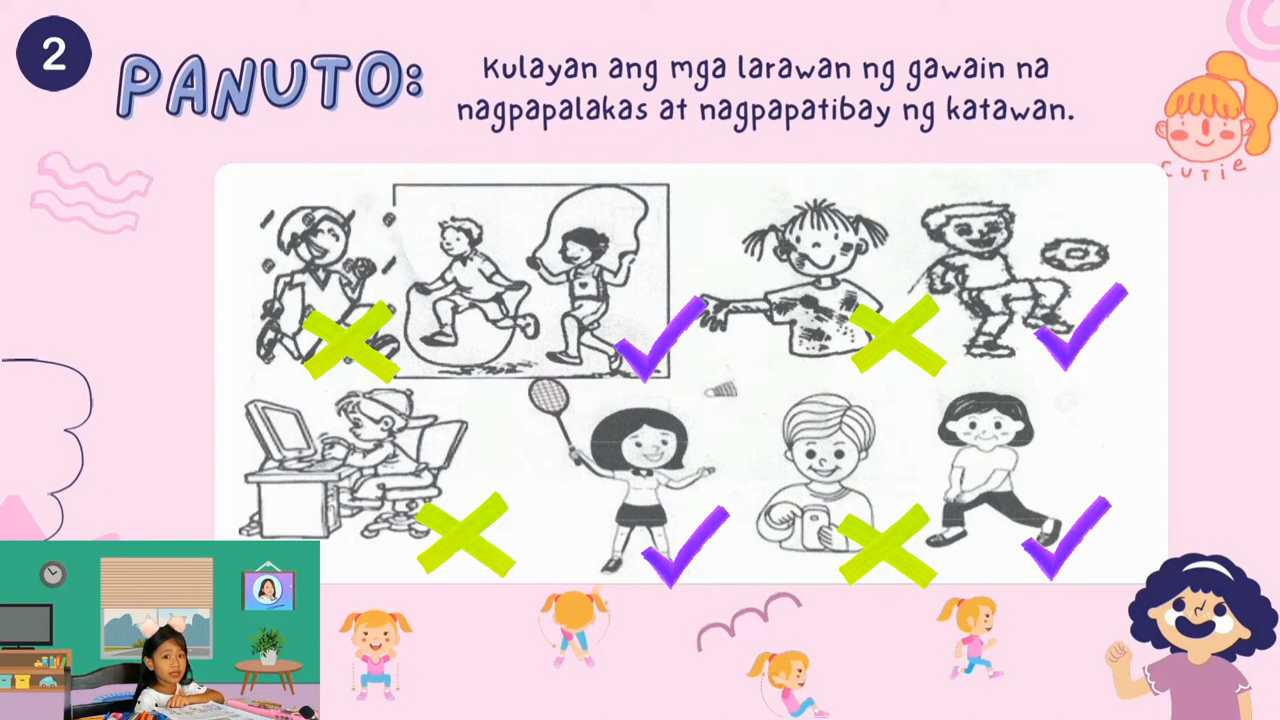 2
PANUTO:
Kulayan ang mga larawan ng gawain na
nagpapalakas at nagpapatibay ng katawan.
CUTIE